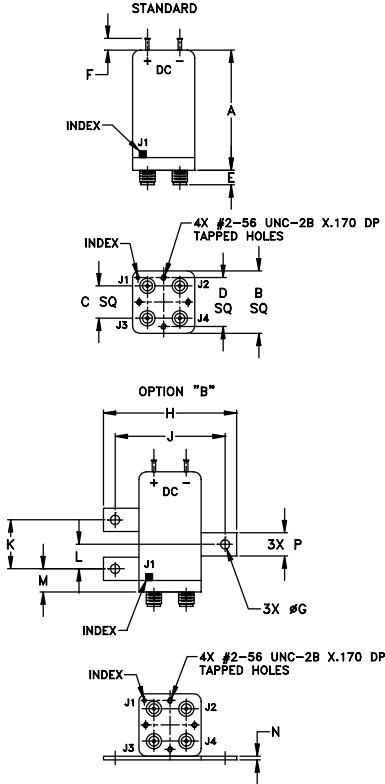 STANDARD
F
+ -
DC
A
INDEX
J1
E
4X #2-56 UNC-2B X.170 DP
TAPPED HOLES
INDEX
J1 J2
C SQ
D SQ
B SQ
J3 J4
OPTION "B"
H
J
+ -
DC
K
L
M
J1
3X P
3X øG
INDEX
4X #2-56 UNC-2B X.170 DP
TAPPED HOLES
INDEX
J1 J2
J3 J4
N